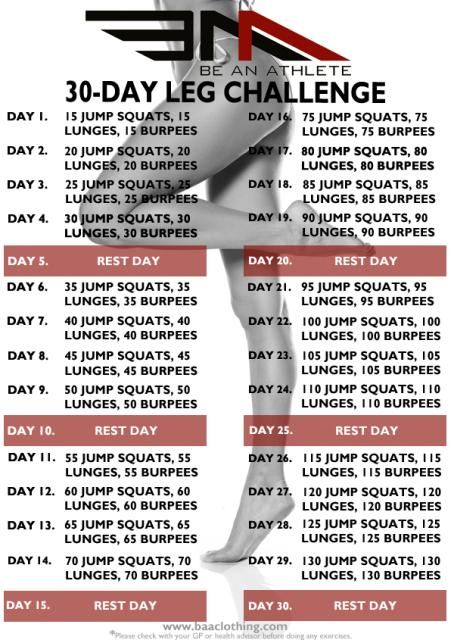 BE AN ATHLETE
30-DAY LEG CHALLENGE
DAY 1. 15 JUMP SQUATS, 15
LUNGES, 15 BURPEES
DAY 2. 20 JUMP SQUATS, 20
LUNGES, 20 BURPEES
DAY 3. 25 JUMP SQUATS, 25
LUNGES, 25 BURPEES
DAY 4. 30 JUMP SQUATS, 30
LUNGES, 30 BURPEES
DAY 5. REST DAY
DAY 6. 35 JUMP SQUATS, 35
LUNGES, 35 BURPEES
DAY 7. 40 JUMP SQUATS, 40
LUNGES, 40 BURPEES
DAY 8. 45 JUMP SQUATS, 45
LUNGES, 45 BURPEES
DAY 9. 50 JUMP SQUATS, 50
LUNGES, 50 BURPEES
DAY 10. REST DAY
DAY 11. 55 JUMP SQUATS, 55
LUNGES, 55 BURPEES
DAY 12. 60 JUMP SQUATS, 60
LUNGES, 60 BURPEES
DAY 13. 65 JUMP SQUATS, 65
LUNGES, 65 BURPEES
DAY 14. 70 JUMP SQUATS, 70
LUNGES, 70 BURPEES
DAY 15. REST DAY
DAY 16. 75 JUMP SQUATS, 75
LUNGES, 75 BURPEES
DAY 17. 80 JUMP SQUATS, 80
LUNGES, 80 BURPEES
DAY 18. 85 JUMP SQUATS, 85
LUNGES, 85 BURPEES
DAY 19. 90 JUMP SQUATS, 90
LUNGES, 90 BURPEES
DAY 20. REST DAY
DAY 21. 95 JUMP SQUATS, 95
LUNGES, 95 BURPEES
DAY 22. 100 JUMP SQUATS, 100
LUNGES, 100 BURPEES
DAY 23. 105 JUMP SQUATS, 105
LUNGES, 105 BURPEES
DAY 24. 110 JUMP SQUATS, 110
LUNGES, 110 BURPEES
DAY 25. REST DAY
DAY 26. 115 JUMP SQUATS, 115
LUNGES, 115 BURPEES
DAY 27. 120 JUMP SQUATS, 120
LUNGES, 120 BURPEES
DAY 28. 125 JUMP SQUATS, 125
LUNGES, 125 BURPEES
DAY 29. 130 JUMP SQUATS, 130
LUNGES, 130 BURPEES
DAY 30. REST DAY
www.baaclothing.com
*Please check with your GP or health advisor before doing any exercises.